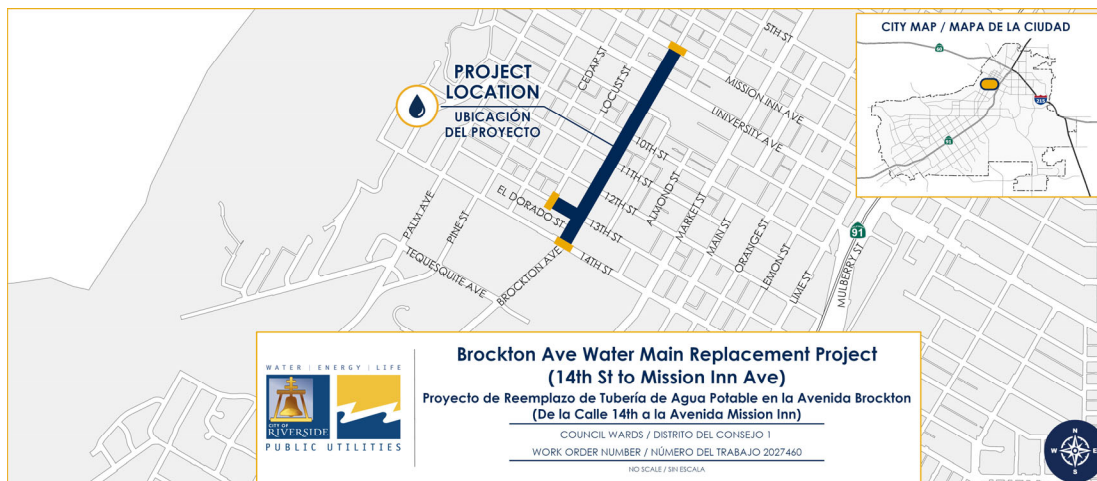 PROJECT
LOCATION
UBICACIÓN
DEL PROYECTO
5TH ST
CEDAR ST
LOCUST ST
MISSION INN AVE
UNIVERSITY AVE
10TH ST
11TH ST
12TH ST
13TH ST
14TH ST
ALMOND ST
MARKET ST
MAIN ST
ORANGE ST
LEMON ST
LIME ST
MULBERRY ST
91
EL DORADO ST
PALM AVE
PINE ST
TEQUESQUITE AVE
BROCKTON AVE
CITY MAP / MAPA DE LA CIUDAD
60
215
91
WATER | ENERGY | LIFE
CITY OF
RIVERSIDE
PUBLIC UTILITIES
Brockton Ave Water Main Replacement Project
(14th St to Mission Inn Ave)
Proyecto de Reemplazo de Tubería de Agua Potable en la Avenida Brockton
(De la Calle 14th a la Avenida Mission Inn)
COUNCIL WARDS / DISTRITO DEL CONSEJO 1
WORK ORDER NUMBER / NÚMERO DEL TRABAJO 2027460
NO SCALE / SIN ESCALA
N
W E
S